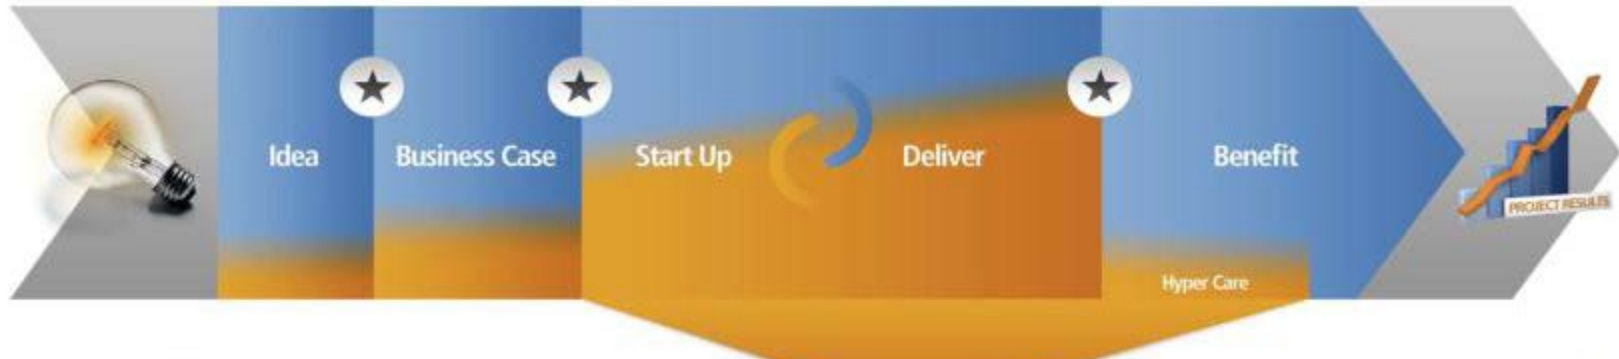 Idea
Business Case
Start Up
Deliver
Benefit
Hyper Care
PROJECT RESULTS